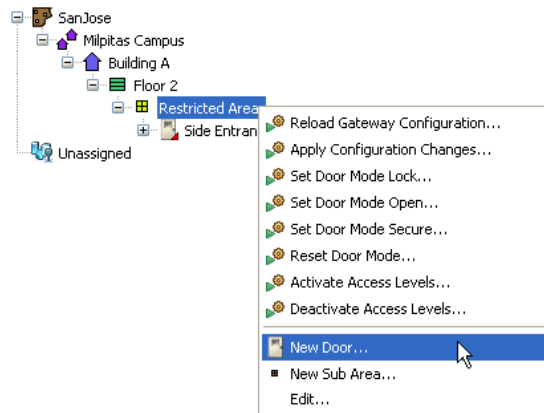 SanJose
Milpitas Campus
Building A
Floor 2
Restricted Area
Side Entran
Unassigned
Reload Gateway Configuration...
Apply Configuration Changes...
Set Door Mode Lock...
Set Door Mode Open...
Set Door Mode Secure...
Reset Door Mode...
Activate Access Levels...
Deactivate Access Levels...
New Door...
New Sub Area...
Edit...